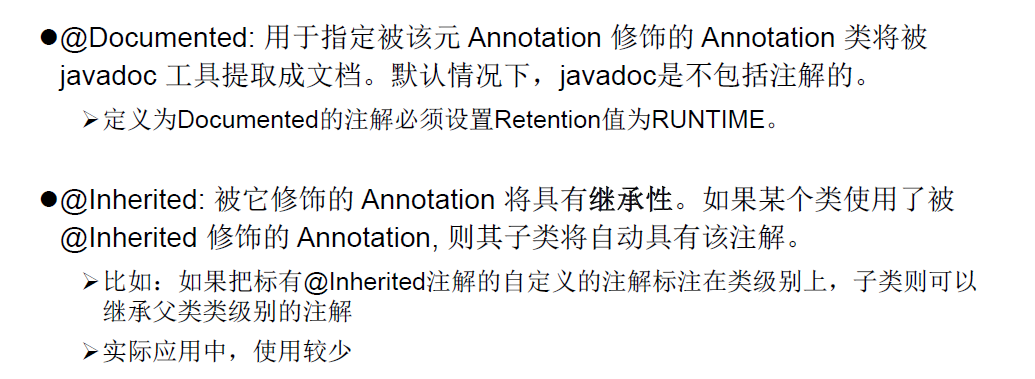 ●@Documented: 用于指定被该元 Annotation 修饰的 Annotation 类将被
javadoc 工具提取成文档。默认情况下，javadoc是不包括注解的。
➢定义为Documented的注解必须设置Retention值为RUNTIME。
●@Inherited: 被它修饰的 Annotation 将具有继承性。如果某个类使用了被
@Inherited 修饰的 Annotation, 则其子类将自动具有该注解。
➢比如：如果把标有@Inherited注解的自定义的注解标注在类级别上，子类则可以
继承父类类级别的注解
➢实际应用中，使用较少